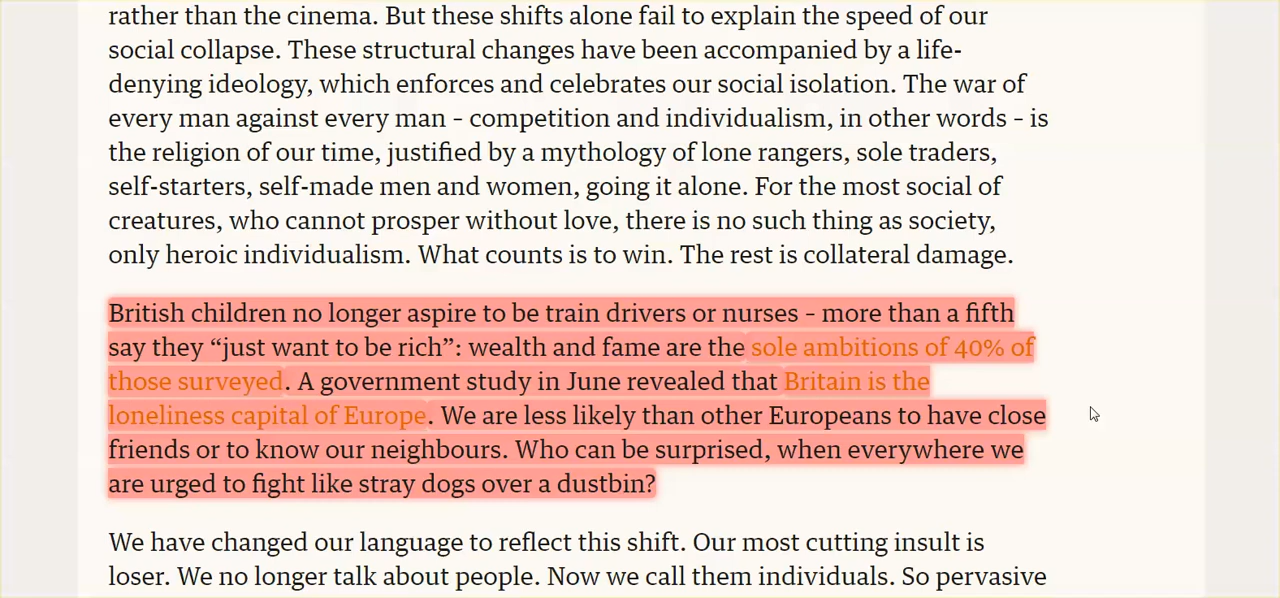 rather than the cinema. But these shifts alone fail to explain the speed of our
social collapse. These structural changes have been accompanied by a life-
denying ideology, which enforces and celebrates our social isolation. The war of
every man against every man – competition and individualism, in other words – is
the religion of our time, justified by a mythology of lone rangers, sole traders,
self-starters, self-made men and women, going it alone. For the most social of
creatures, who cannot prosper without love, there is no such thing as society,
only heroic individualism. What counts is to win. The rest is collateral damage.
British children no longer aspire to be train drivers or nurses – more than a fifth
say they “just want to be rich”: wealth and fame are the sole ambitions of 40% of
those surveyed. A government study in June revealed that Britain is the
loneliness capital of Europe. We are less likely than other Europeans to have close
friends or to know our neighbours. Who can be surprised, when everywhere we
are urged to fight like stray dogs over a dustbin?
We have changed our language to reflect this shift. Our most cutting insult is
loser. We no longer talk about people. Now we call them individuals. So pervasive